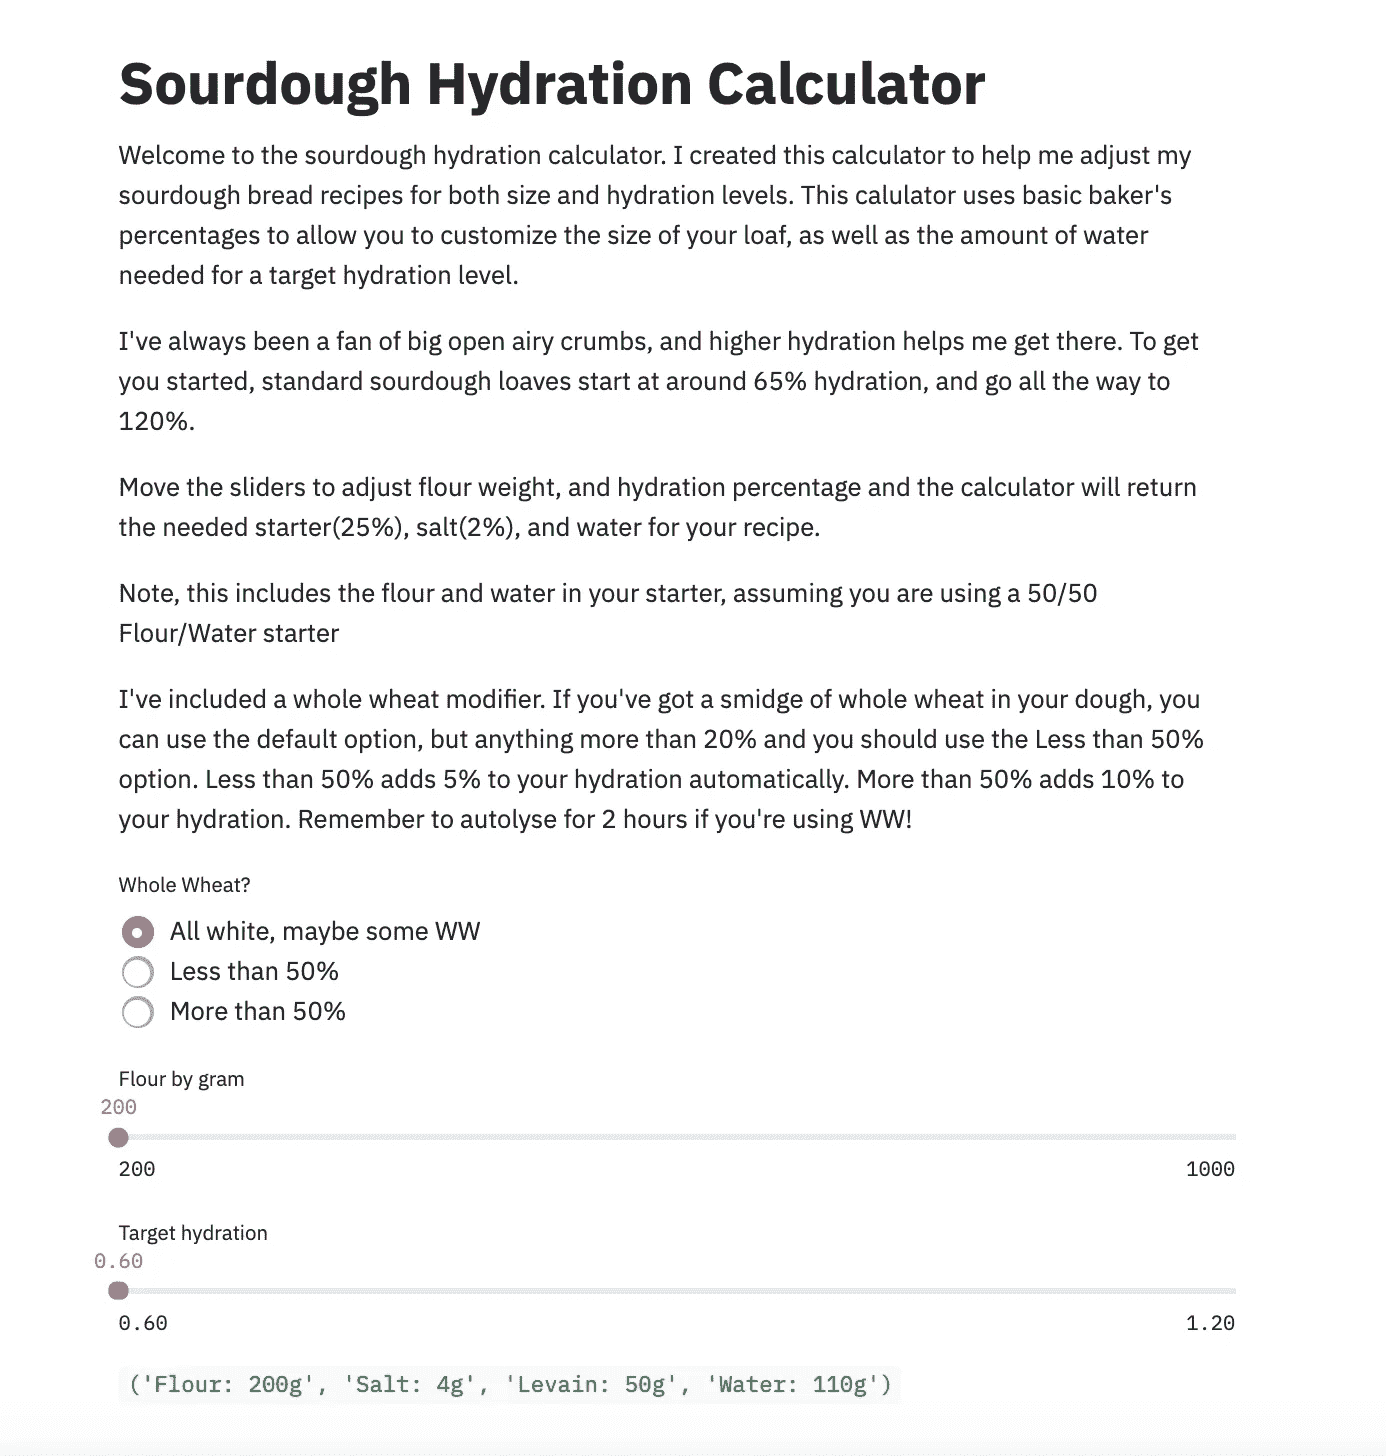 Sourdough Hydration Calculator
Welcome to the sourdough hydration calculator. I created this calculator to help me adjust my
sourdough bread recipes for both size and hydration levels. This calulator uses basic baker's
percentages to allow you to customize the size of your loaf, as well as the amount of water
needed for a target hydration level.
I've always been a fan of big open airy crumbs, and higher hydration helps me get there. To get
you started, standard sourdough loaves start at around 65% hydration, and go all the way to
120%.
Move the sliders to adjust flour weight, and hydration percentage and the calculator will return
the needed starter(25%), salt(2%), and water for your recipe.
Note, this includes the flour and water in your starter, assuming you are using a 50/50
Flour/Water starter
I've included a whole wheat modifier. If you've got a smidge of whole wheat in your dough, you
can use the default option, but anything more than 20% and you should use the Less than 50%
option. Less than 50% adds 5% to your hydration automatically. More than 50% adds 10% to
your hydration. Remember to autolyse for 2 hours if you're using WW!
Whole Wheat?
All white, maybe some WW
Less than 50%
More than 50%
Flour by gram
200
200 1000
Target hydration
0.60
0.60 1.20
('Flour: 200g', 'Salt: 4g', 'Levain: 50g', 'Water: 110g')